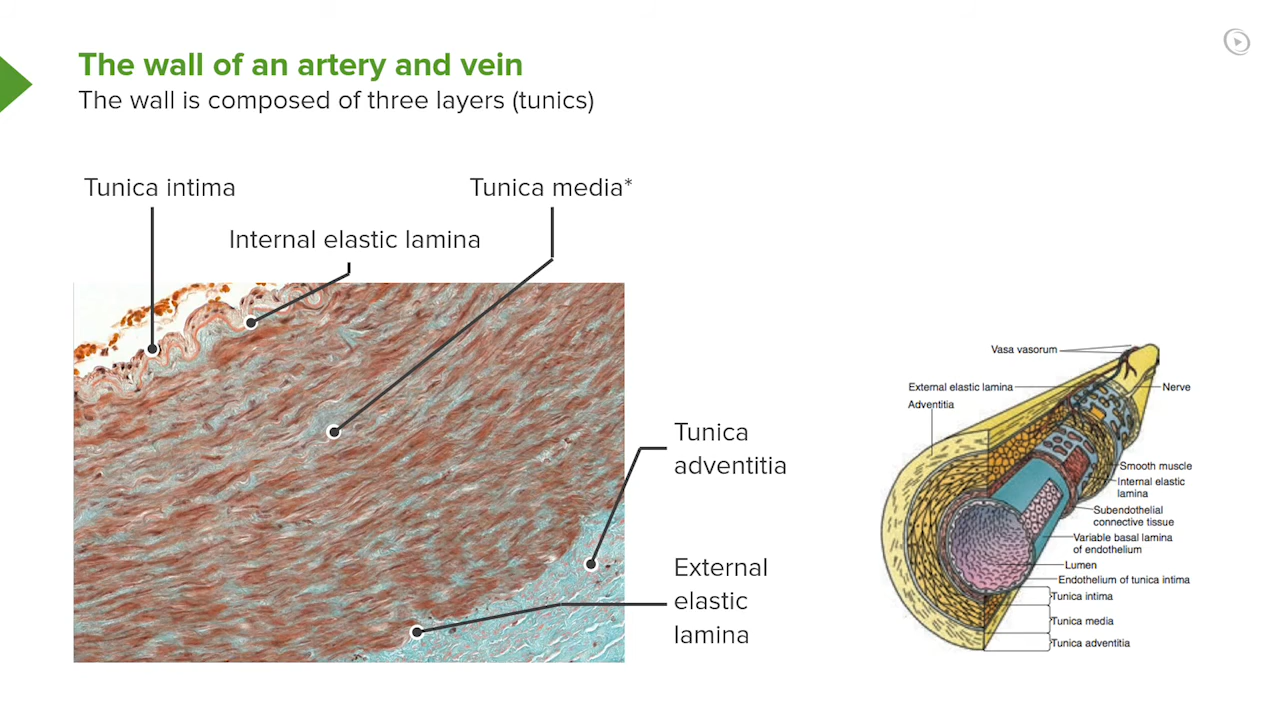 The wall of an artery and vein
The wall is composed of three layers (tunics)
Tunica intima
Tunica media*
Internal elastic lamina
Tunica
adventitia
External
elastic
lamina
Vasa vasorum
External elastic lamina
Nerve
Adventitia
Smooth muscle
Internal elastic
lamina
Subendothelial
connective tissue
Variable basal lamina
of endothelium
Lumen
Endothelium of tunica intima
Tunica intima
Tunica media
Tunica adventitia